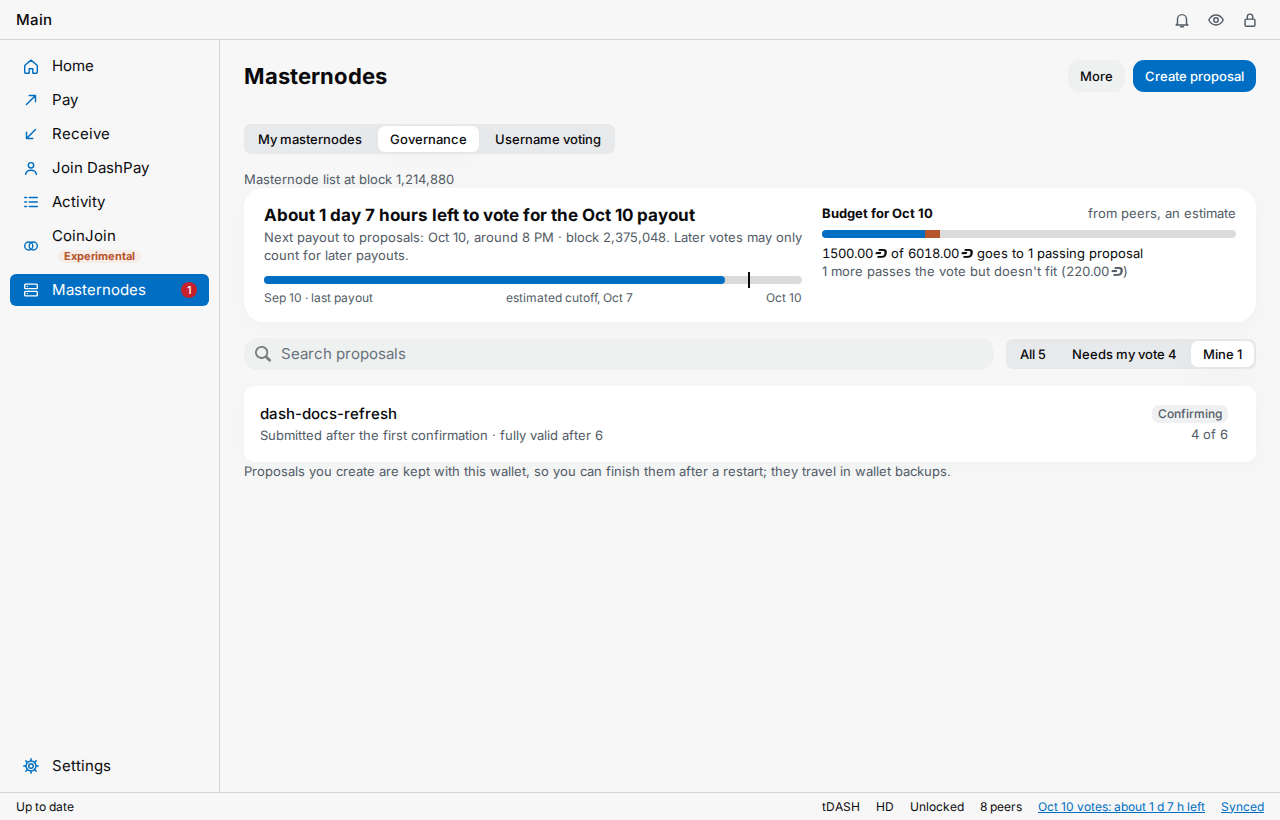 Main
Home
Pay
Receive
Join DashPay
Activity
CoinJoin
Experimental
Masternodes
1
Settings
Masternodes
More
Create proposal
My masternodes
Governance
Username voting
Masternode list at block 1,214,880
About 1 day 7 hours left to vote for the Oct 10 payout
Next payout to proposals: Oct 10, around 8 PM · block 2,375,048. Later votes may only
count for later payouts.
Sep 10 · last payout
estimated cutoff, Oct 7
Oct 10
Budget for Oct 10
from peers, an estimate
1500.00 of 6018.00 goes to 1 passing proposal
1 more passes the vote but doesn't fit (220.00)
Search proposals
All 5
Needs my vote 4
Mine 1
dash-docs-refresh
Confirming
Submitted after the first confirmation · fully valid after 6
4 of 6
Proposals you create are kept with this wallet, so you can finish them after a restart; they travel in wallet backups.
Up to date
tDASH
HD
Unlocked
8 peers
Oct 10 votes: about 1 d 7 h left
Synced